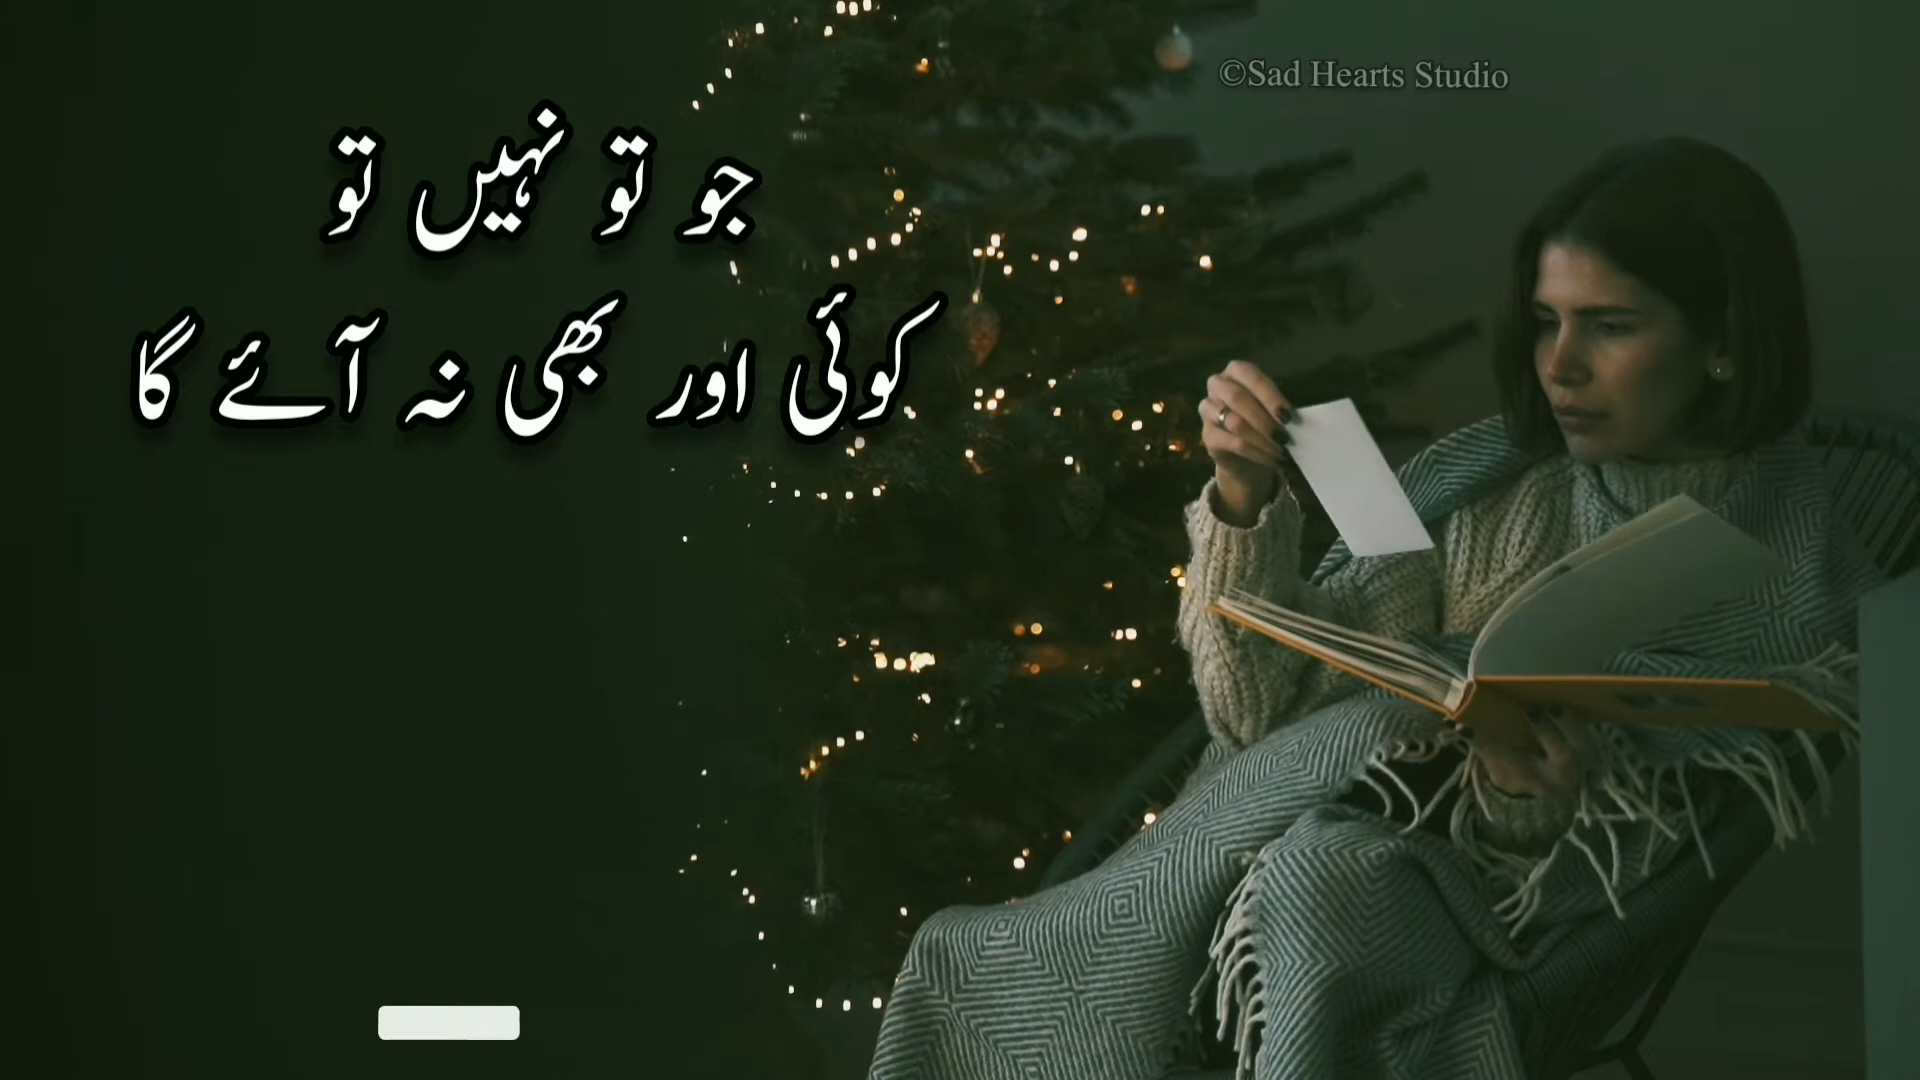 ©Sad Hearts Studio
جو تو نہیں تو
کوئی اور بھی نہ آئے گا